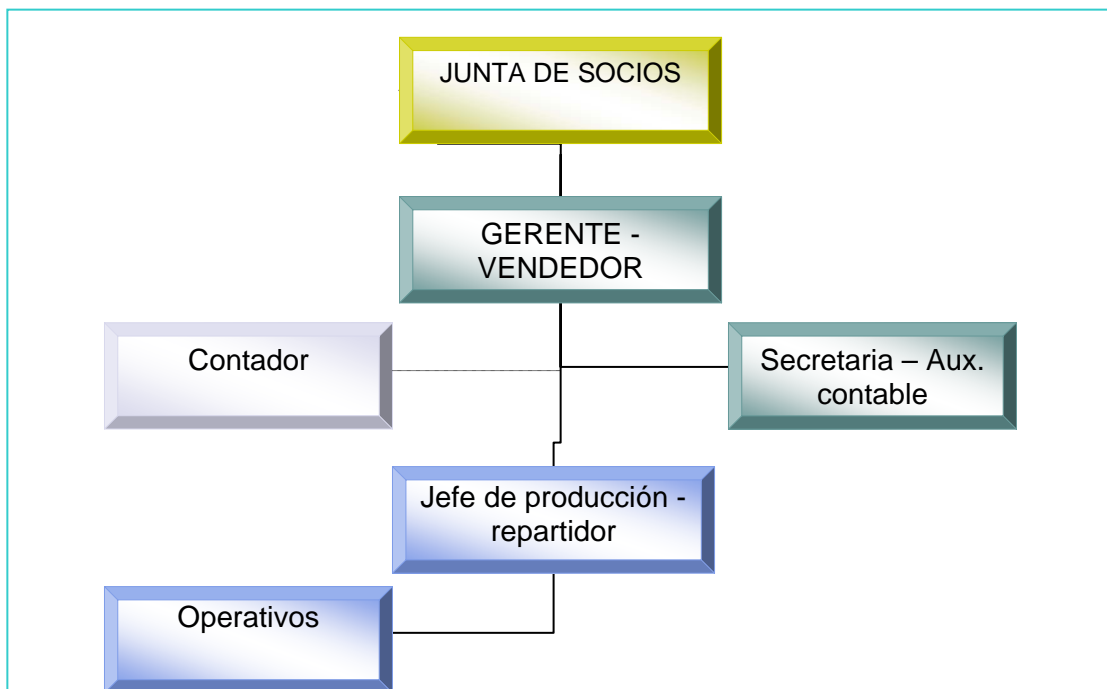 JUNTA DE SOCIOS
GERENTE -
VENDEDOR
Contador
Secretaria – Aux.
contable
Jefe de producción -
repartidor
Operativos